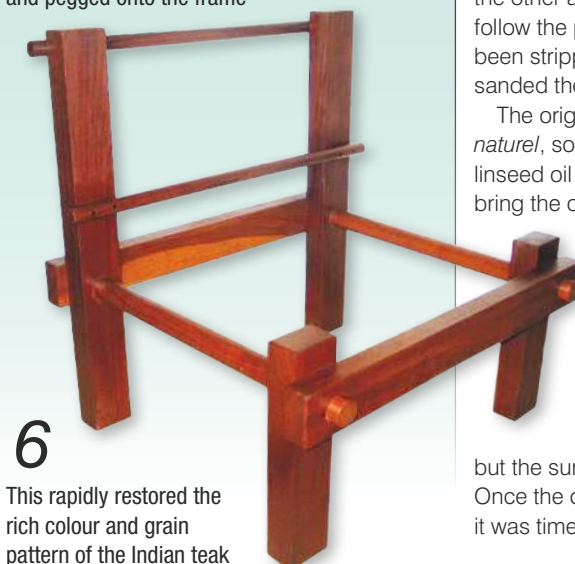 and pegged onto the frame
6
This rapidly restored the
rich colour and grain
pattern of the Indian teak
the other a
follow the p
been stripp
sanded the
The orig
naturel, so
linseed oil
bring the c
but the sur
Once the c
it was time